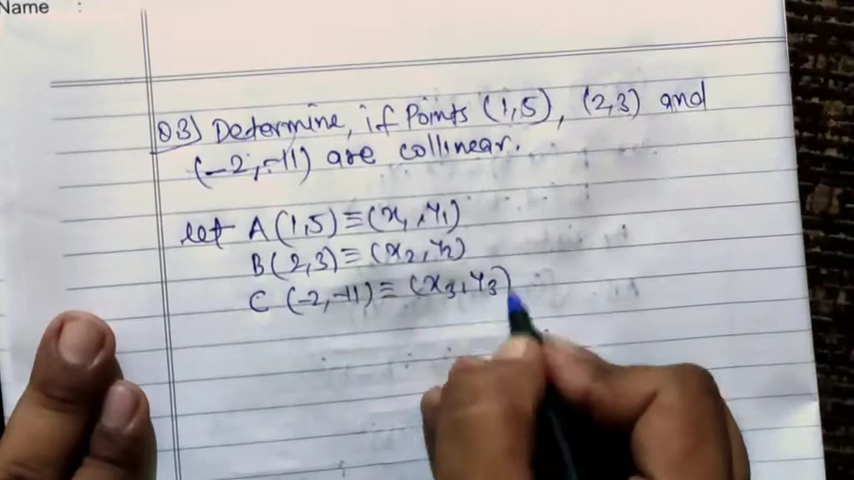 Name :
Q3) Determine, if Points (1,5), (2,3) and
(-2,-11) are collinear.
let A(1,5)≡(x₁,y₁)
B(2,3)≡(x₂,y₂)
C (-2,-11)≡(x₃,y₃)